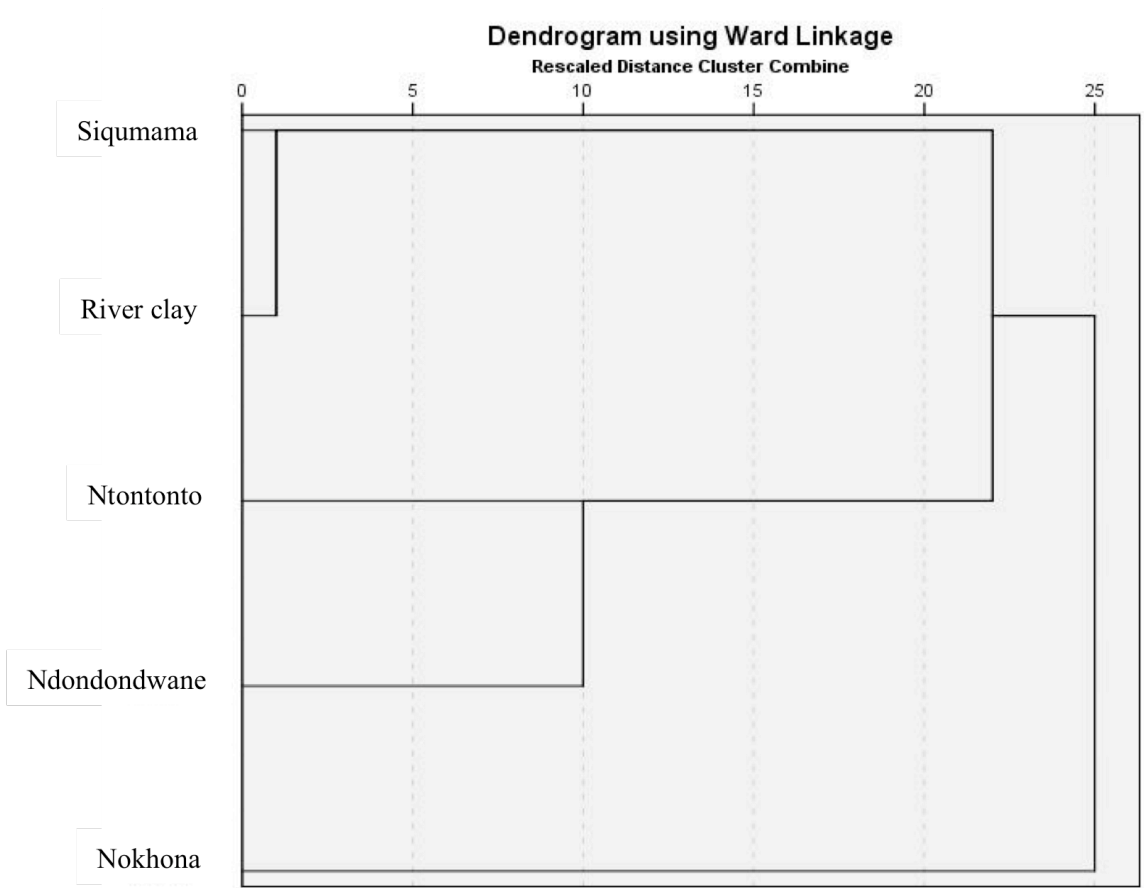 Dendrogram using Ward Linkage
Rescaled Distance Cluster Combine
0 5 10 15 20 25
Siqumama
River clay
Ntontonto
Ndondondwane
Nokhona